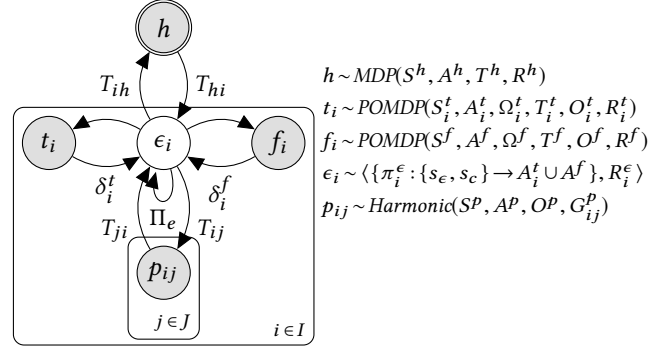 h
T_{ih} T_{hi}
t_i ϵ_i f_i
δ_i^t δ_i^f
Π_e
T_{ji} T_{ij}
p_{ij}
j ∈ J
i ∈ I
h ~ MDP(S^h, A^h, T^h, R^h)
t_i ~ POMDP(S_i^t, A_i^t, Ω_i^t, T_i^t, O_i^t, R_i^t)
f_i ~ POMDP(S^f, A^f, Ω^f, T^f, O^f, R^f)
ϵ_i ~ ⟨{π_i^ϵ : {s_ϵ, s_c} → A_i^t ∪ A^f}, R_i^ϵ⟩
p_{ij} ~ Harmonic(S^p, A^p, O^p, G_{ij}^p)